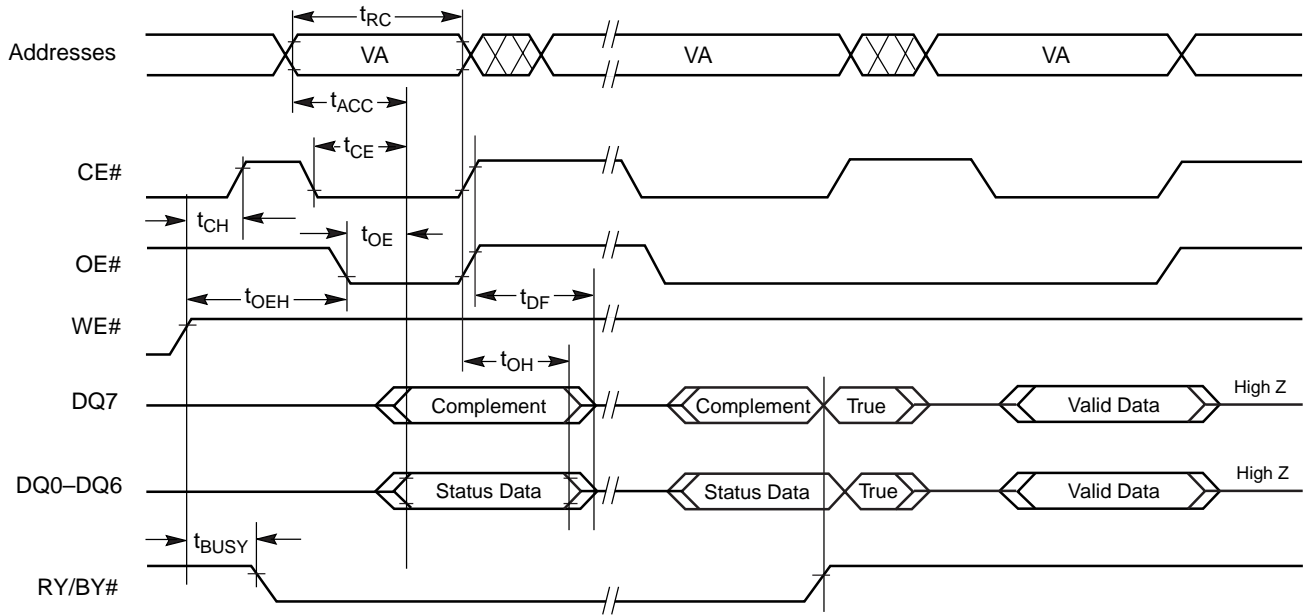 tRC
Addresses VA VA VA
tACC
tCE
CE#
tCH tOE
OE#
tOEH tDF
WE#
tOH
DQ7 Complement Complement True Valid Data High Z
DQ0–DQ6 Status Data Status Data True Valid Data High Z
tBUSY
RY/BY#